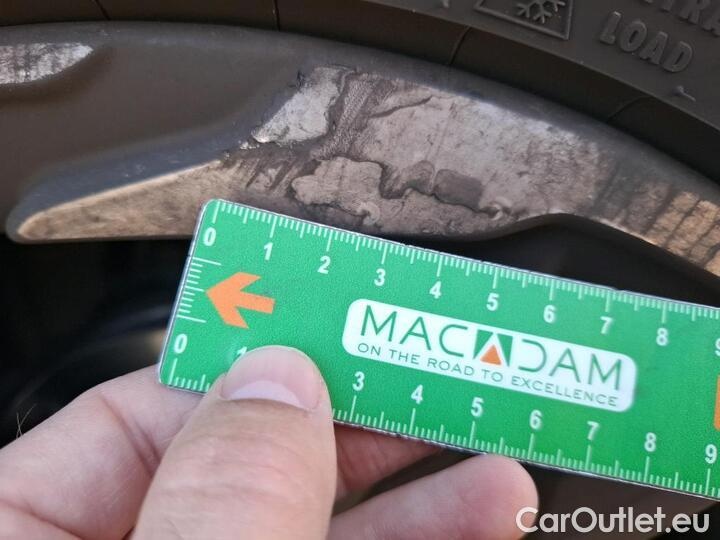 TRA
LOAD
0 1 2 3 4 5 6 7 8 9
MACADAM
ON THE ROAD TO EXCELLENCE
0 1 3 4 5 6 7 8 9
CarOutlet.eu